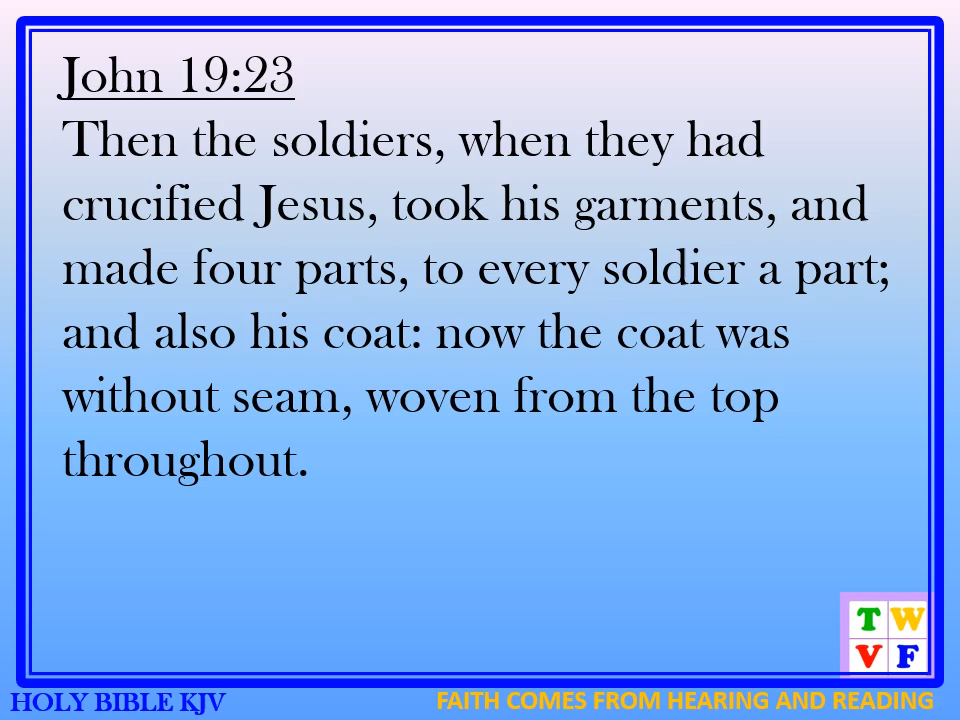 John 19:23
Then the soldiers, when they had
crucified Jesus, took his garments, and
made four parts, to every soldier a part;
and also his coat: now the coat was
without seam, woven from the top
throughout.
T W
V F
HOLY BIBLE KJV
FAITH COMES FROM HEARING AND READING